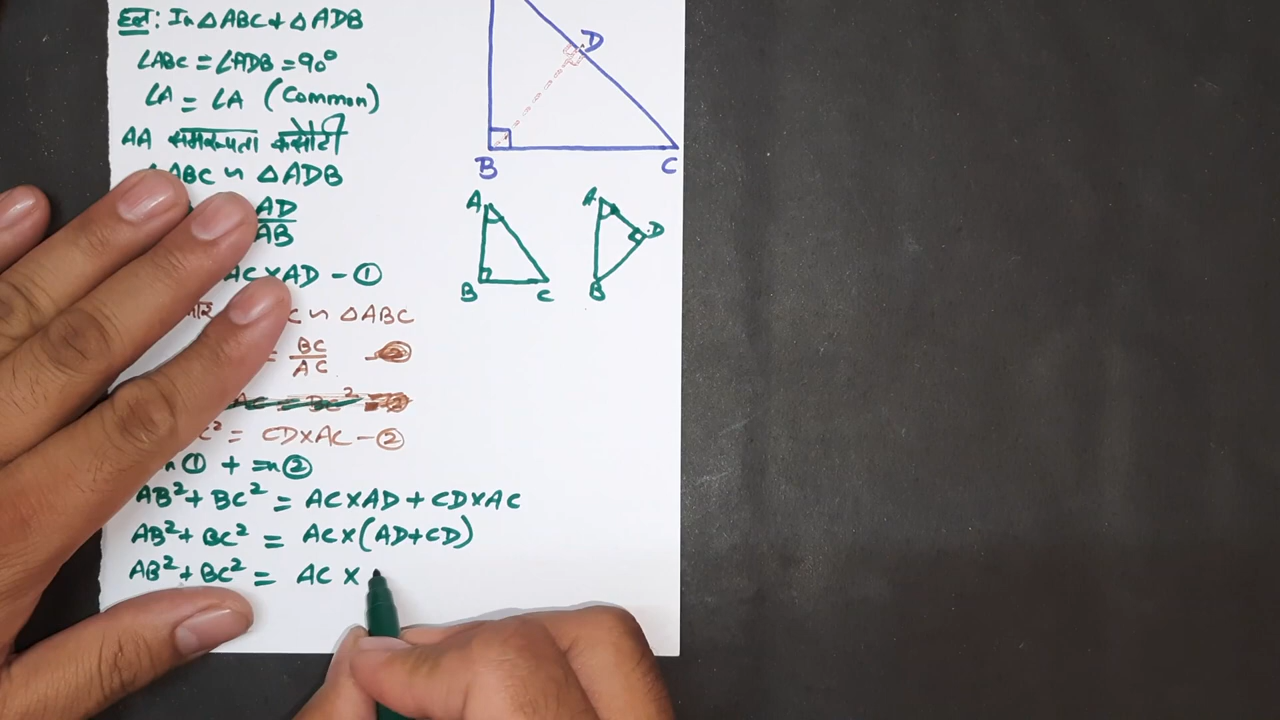 हल: In △ABC & △ADB
∠ABC = ∠ADB = 90°
∠A = ∠A (Common)
AA समरूपता कसौटी
ABC ~ △ADB
AD
AB
AC×AD - ①
C ~ △ABC
= BC
AC
AC = BC² = ②
C² = CD×AC - ②
① + =n ②
AB² + BC² = AC×AD + CD×AC
AB² + BC² = AC×(AD+CD)
AB² + BC² = AC ×
D
B
C
A
B
C
A
D
B